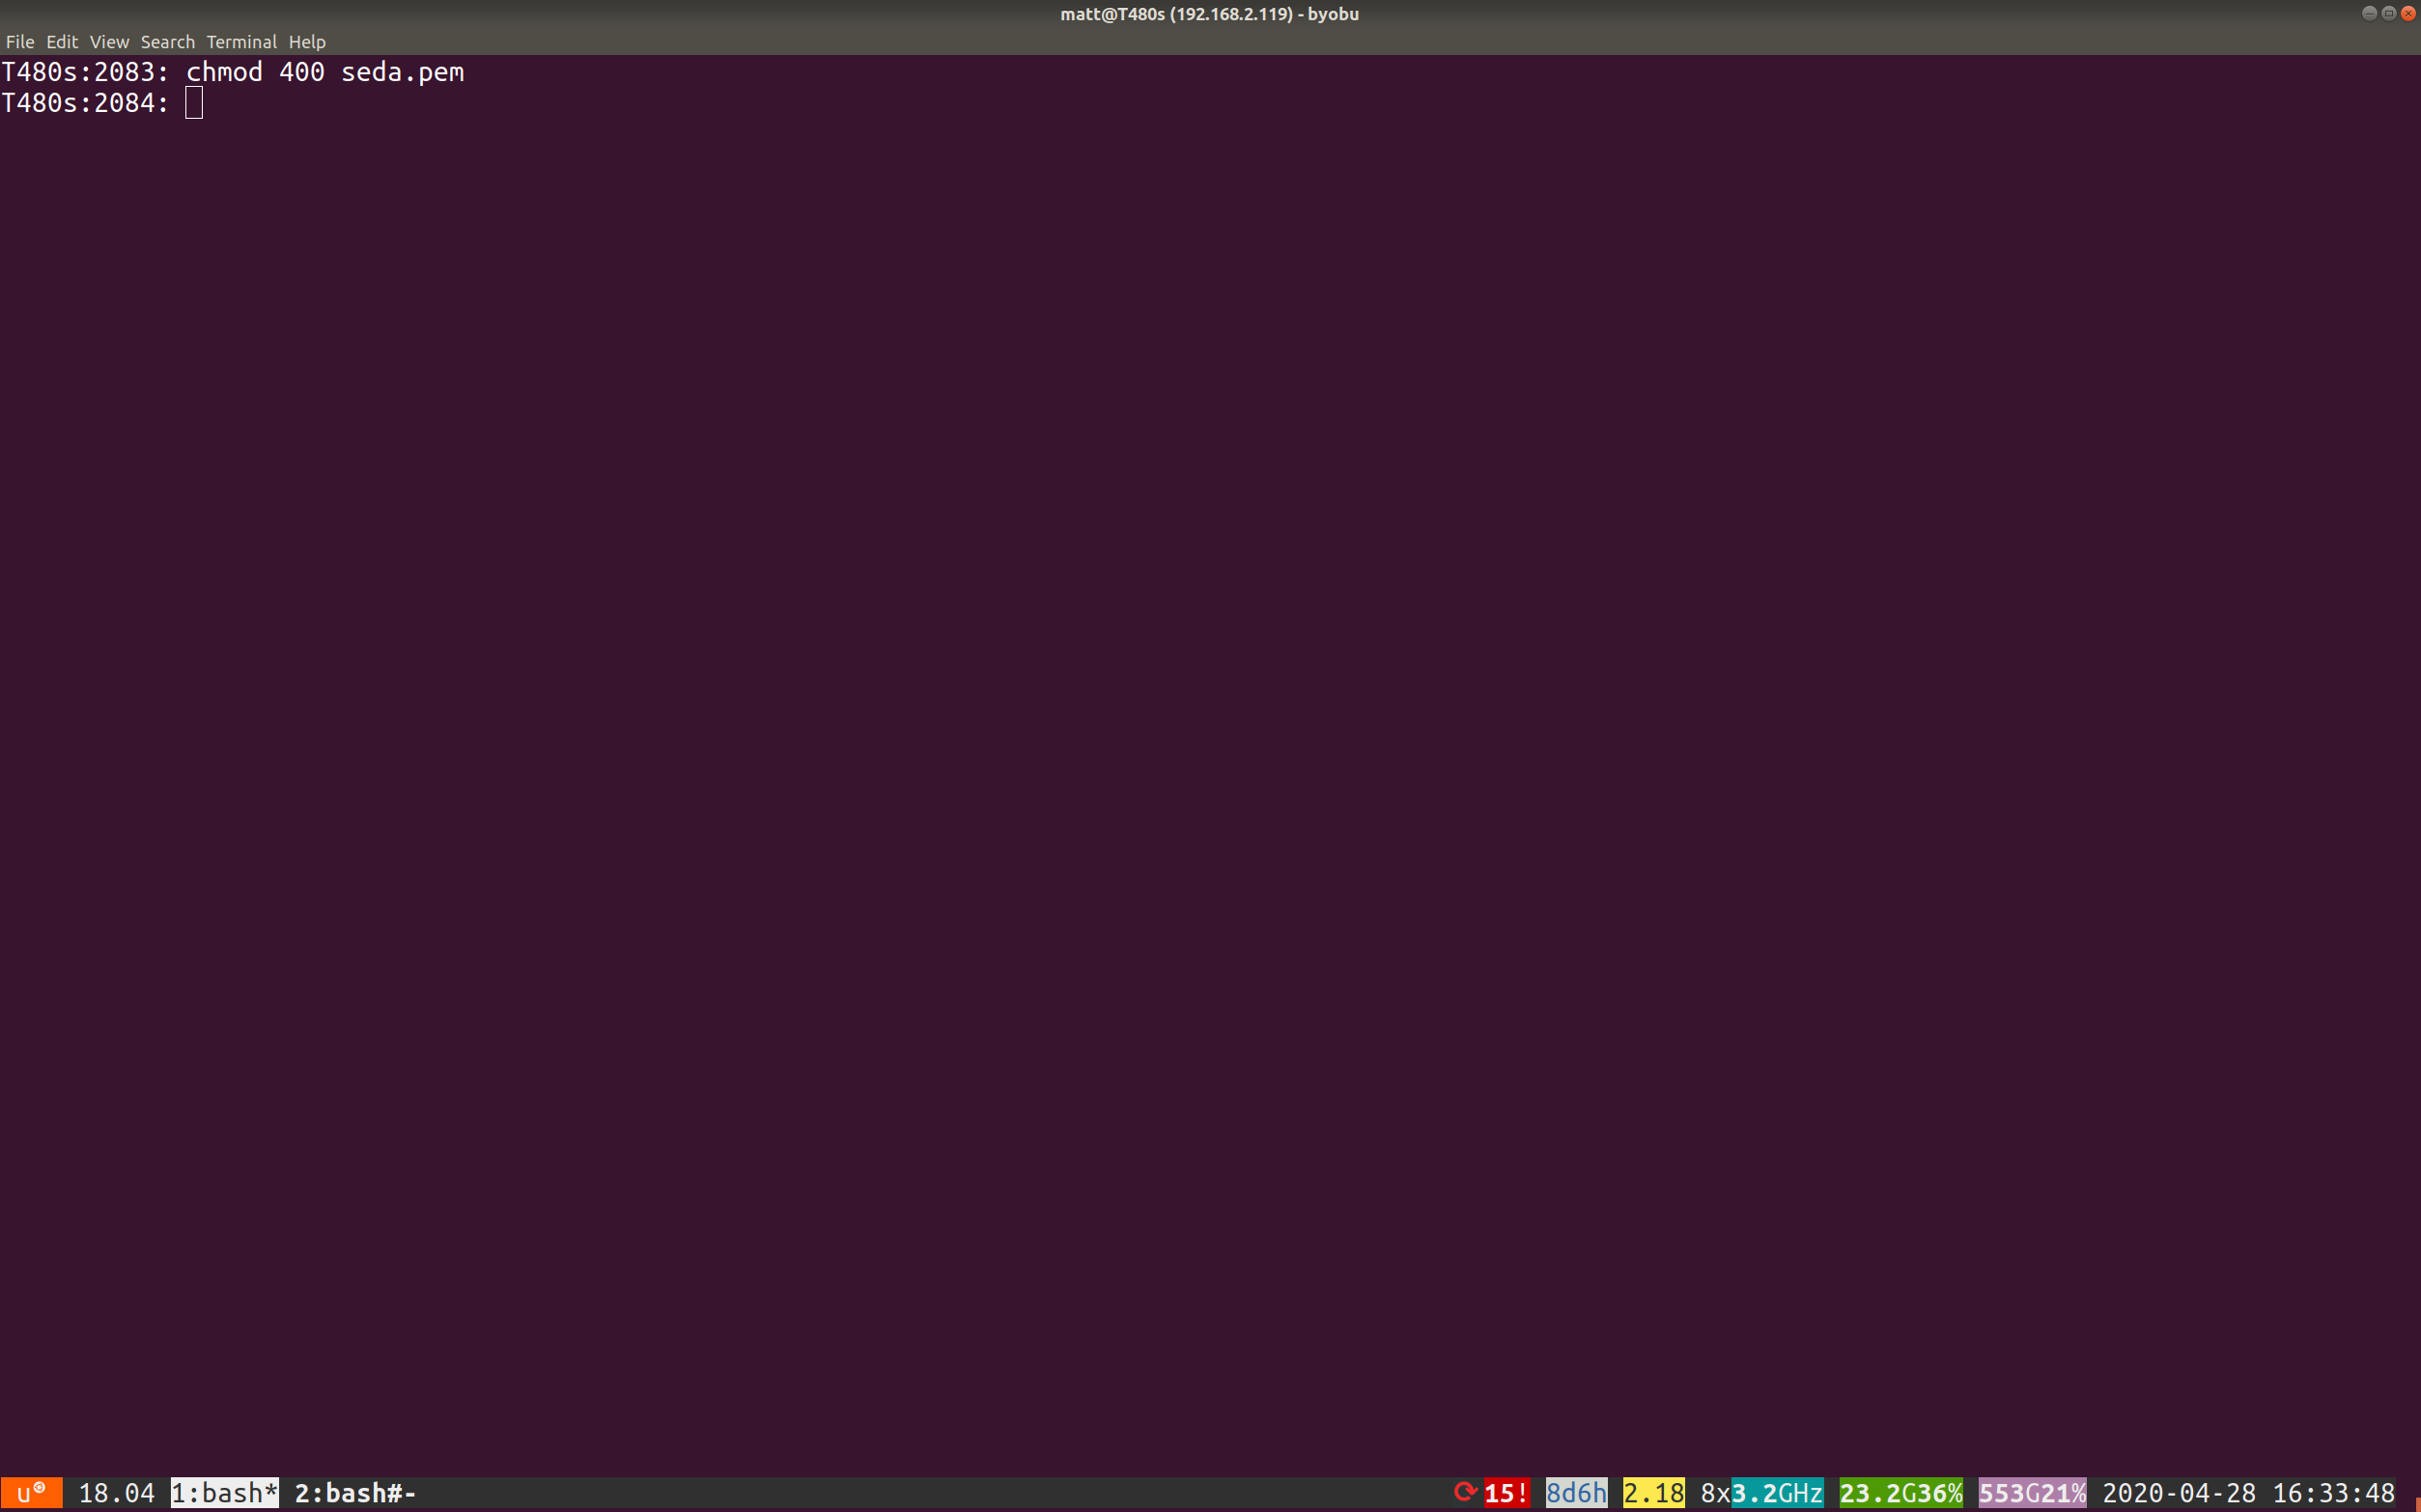 matt@T480s (192.168.2.119) - byobu
File Edit View Search Terminal Help
T480s:2083: chmod 400 seda.pem
T480s:2084:
u 18.04 1:bash* 2:bash#- ⟳15! 8d6h 2.18 8x3.2GHz 23.2G36% 553G21% 2020-04-28 16:33:48